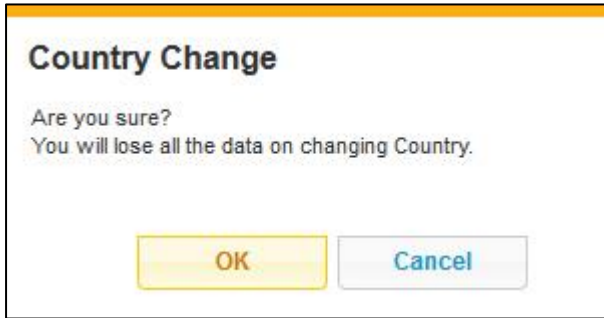 Country Change
Are you sure?
You will lose all the data on changing Country.
OK
Cancel